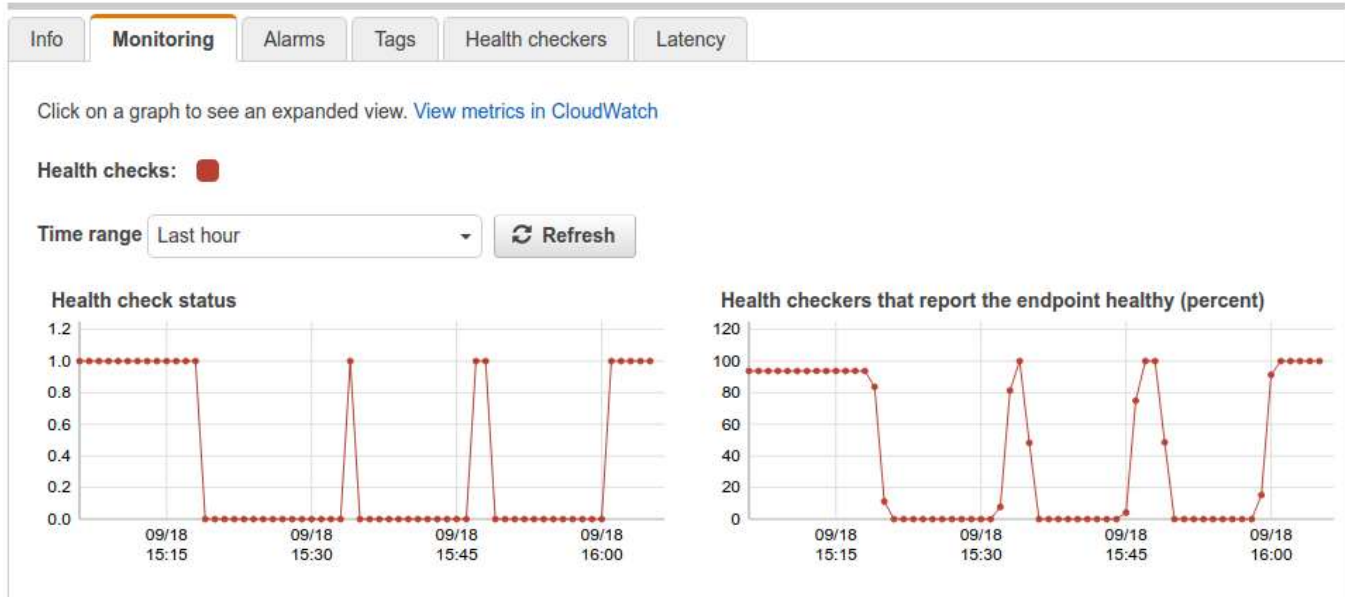 Info Monitoring Alarms Tags Health checkers Latency
Click on a graph to see an expanded view. View metrics in CloudWatch
Health checks:
Time range Last hour Refresh
Health check status
1.2
1.0
0.8
0.6
0.4
0.2
0.0
09/18 09/18 09/18 09/18
15:15 15:30 15:45 16:00
Health checkers that report the endpoint healthy (percent)
120
100
80
60
40
20
0
09/18 09/18 09/18 09/18
15:15 15:30 15:45 16:00